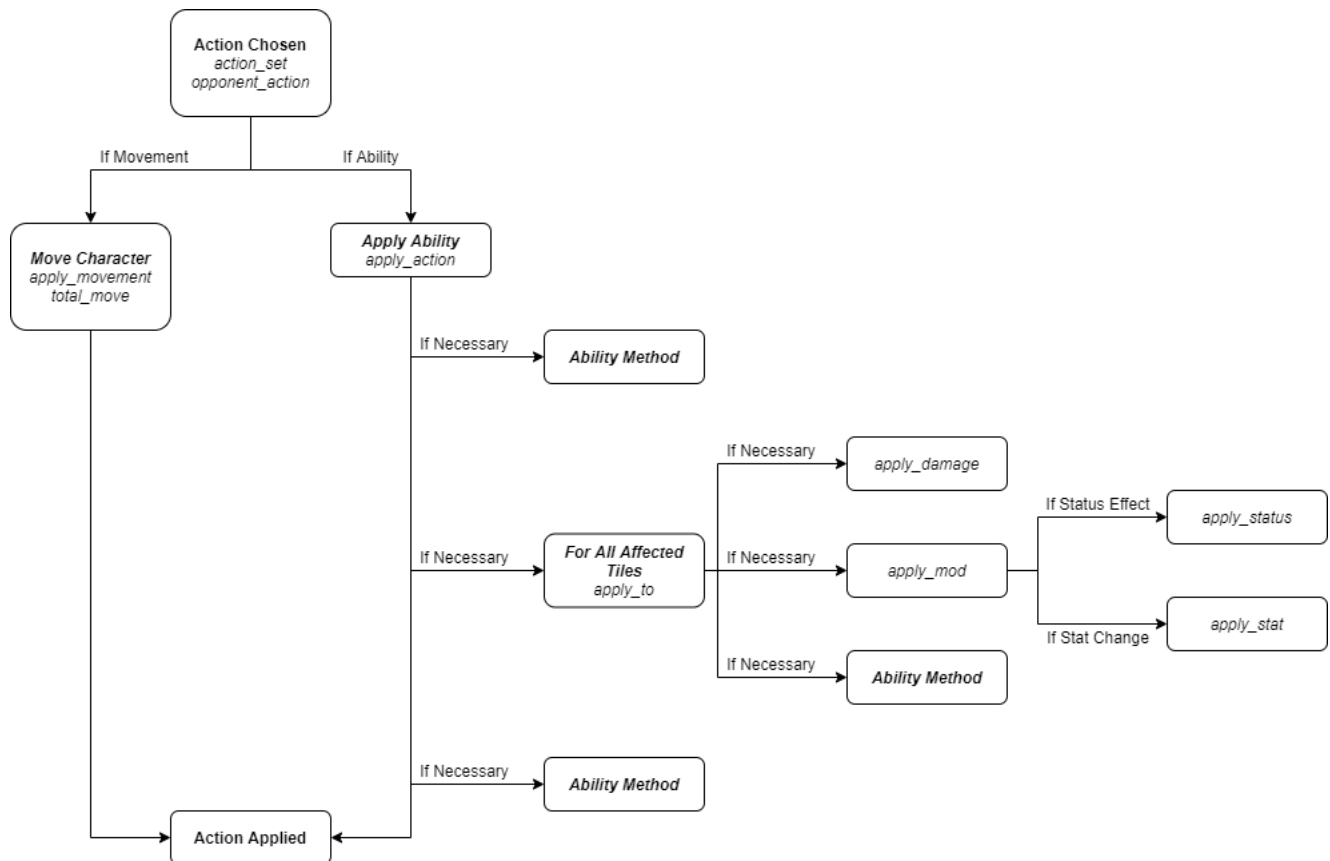 Action Chosen
action_set
opponent_action
If Movement
If Ability
Move Character
apply_movement
total_move
Apply Ability
apply_action
If Necessary
Ability Method
If Necessary
For All Affected
Tiles
apply_to
If Necessary
apply_damage
If Necessary
apply_mod
If Status Effect
apply_status
If Stat Change
apply_stat
If Necessary
Ability Method
If Necessary
Ability Method
Action Applied